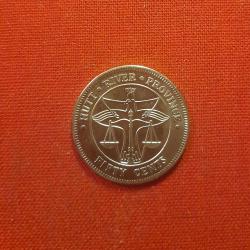 HUTT • RIVER • PROVINCE
FIFTY CENTS